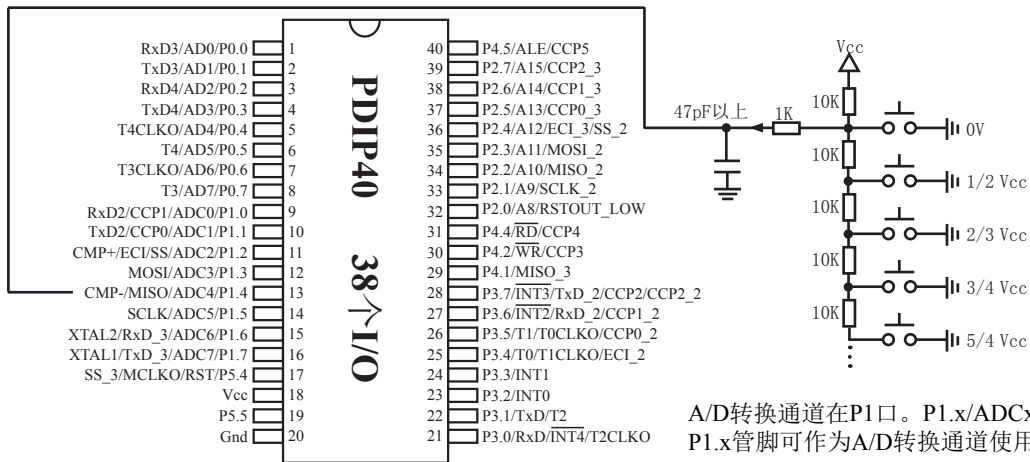 RxD3/AD0/P0.0 1
TxD3/AD1/P0.1 2
RxD4/AD2/P0.2 3
TxD4/AD3/P0.3 4
T4CLKO/AD4/P0.4 5
T4/AD5/P0.5 6
T3CLKO/AD6/P0.6 7
T3/AD7/P0.7 8
RxD2/CCP1/ADC0/P1.0 9
TxD2/CCP0/ADC1/P1.1 10
CMP+/ECI/SS/ADC2/P1.2 11
MOSI/ADC3/P1.3 12
CMP-/MISO/ADC4/P1.4 13
SCLK/ADC5/P1.5 14
XTAL2/RxD_3/ADC6/P1.6 15
XTAL1/TxD_3/ADC7/P1.7 16
SS_3/MCLKO/RST/P5.4 17
Vcc 18
P5.5 19
Gnd 20
PDIP40 38个I/O
40 P4.5/ALE/CCP5
39 P2.7/A15/CCP2_3
38 P2.6/A14/CCP1_3
37 P2.5/A13/CCP0_3
36 P2.4/A12/ECI_3/SS_2
35 P2.3/A11/MOSI_2
34 P2.2/A10/MISO_2
33 P2.1/A9/SCLK_2
32 P2.0/A8/RSTOUT_LOW
31 P4.4/RD/CCP4
30 P4.2/WR/CCP3
29 P4.1/MISO_3
28 P3.7/INT3/TxD_2/CCP2/CCP2_2
27 P3.6/INT2/RxD_2/CCP1_2
26 P3.5/T1/T0CLKO/CCP0_2
25 P3.4/T0/T1CLKO/ECI_2
24 P3.3/INT1
23 P3.2/INT0
22 P3.1/TxD/T2
21 P3.0/RxD/INT4/T2CLKO
Vcc
47pF以上
1K
10K
0V
10K
1/2 Vcc
10K
2/3 Vcc
10K
3/4 Vcc
10K
5/4 Vcc
A/D转换通道在P1口。P1.x/ADCx
P1.x管脚可作为A/D转换通道使用